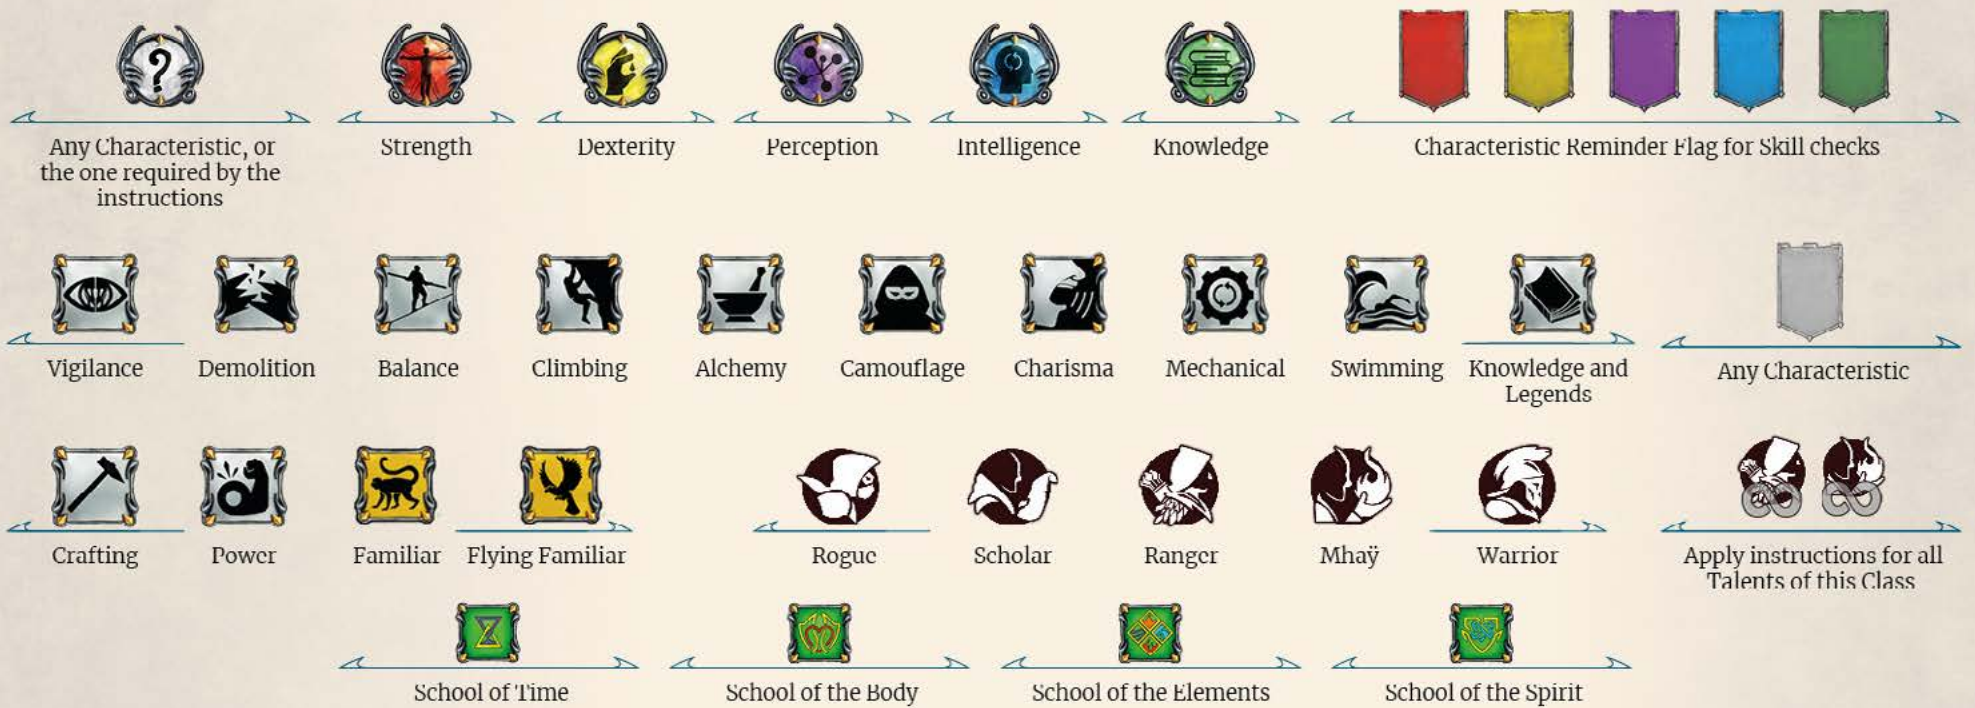 Any Characteristic, or
the one required by the
instructions
Strength
Dexterity
Perception
Intelligence
Knowledge
Characteristic Reminder Flag for Skill checks
Vigilance
Demolition
Balance
Climbing
Alchemy
Camouflage
Charisma
Mechanical
Swimming
Knowledge and
Legends
Any Characteristic
Crafting
Power
Familiar
Flying Familiar
Rogue
Scholar
Ranger
Mhaÿ
Warrior
Apply instructions for all
Talents of this Class
School of Time
School of the Body
School of the Elements
School of the Spirit